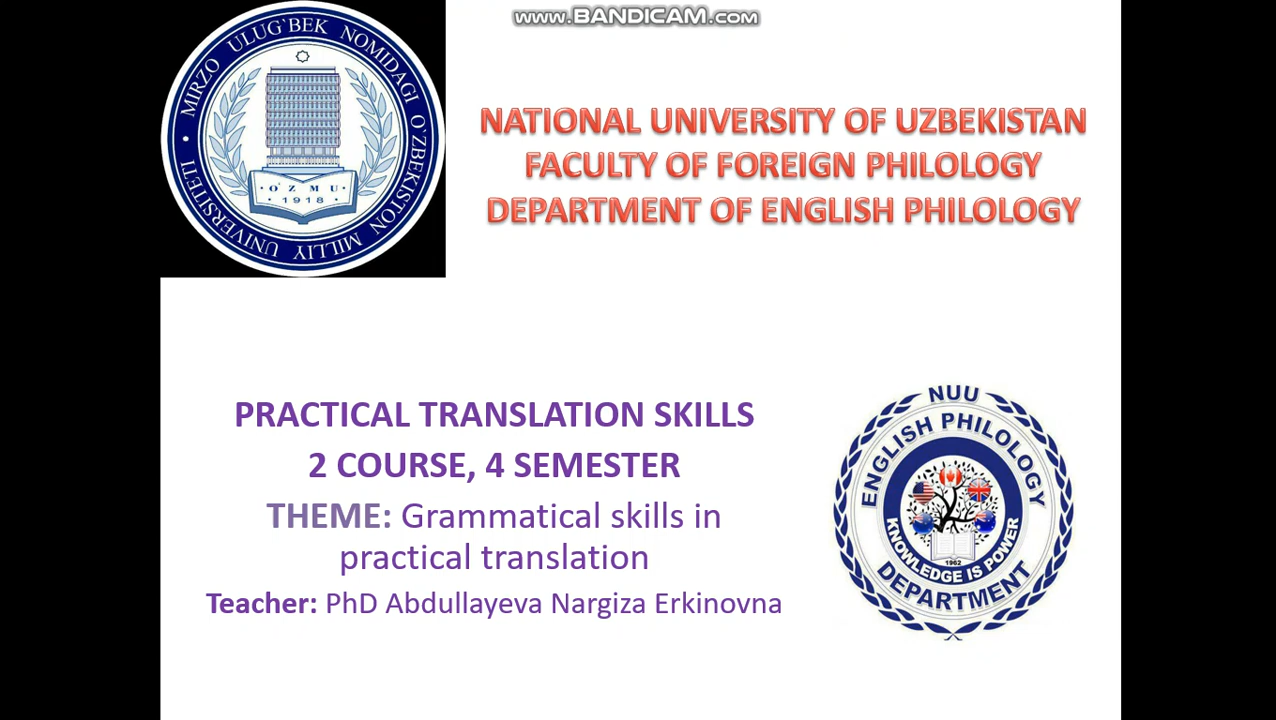 www.BANDICAM.com
MIRZO ULUG`BEK NOMIDAGI O`ZBEKISTON MILLIY UNIVERSITETI
O` Z M U
1918
NATIONAL UNIVERSITY OF UZBEKISTAN
FACULTY OF FOREIGN PHILOLOGY
DEPARTMENT OF ENGLISH PHILOLOGY
PRACTICAL TRANSLATION SKILLS
2 COURSE, 4 SEMESTER
THEME: Grammatical skills in
practical translation
Teacher: PhD Abdullayeva Nargiza Erkinovna
NUU
ENGLISH PHILOLOGY
KNOWLEDGE IS POWER
1962
DEPARTMENT